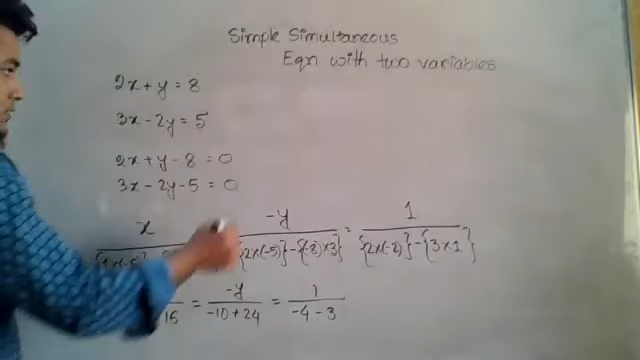 Simple Simultaneous
Eqn with two variables
2x + y = 8
3x - 2y = 5
2x + y - 8 = 0
3x - 2y - 5 = 0
x -y = 1
{2x(-5)} - {(-8)x3} {2x(-2)} - {3x1}
16 = -y/(-10+24) = 1/(-4-3)